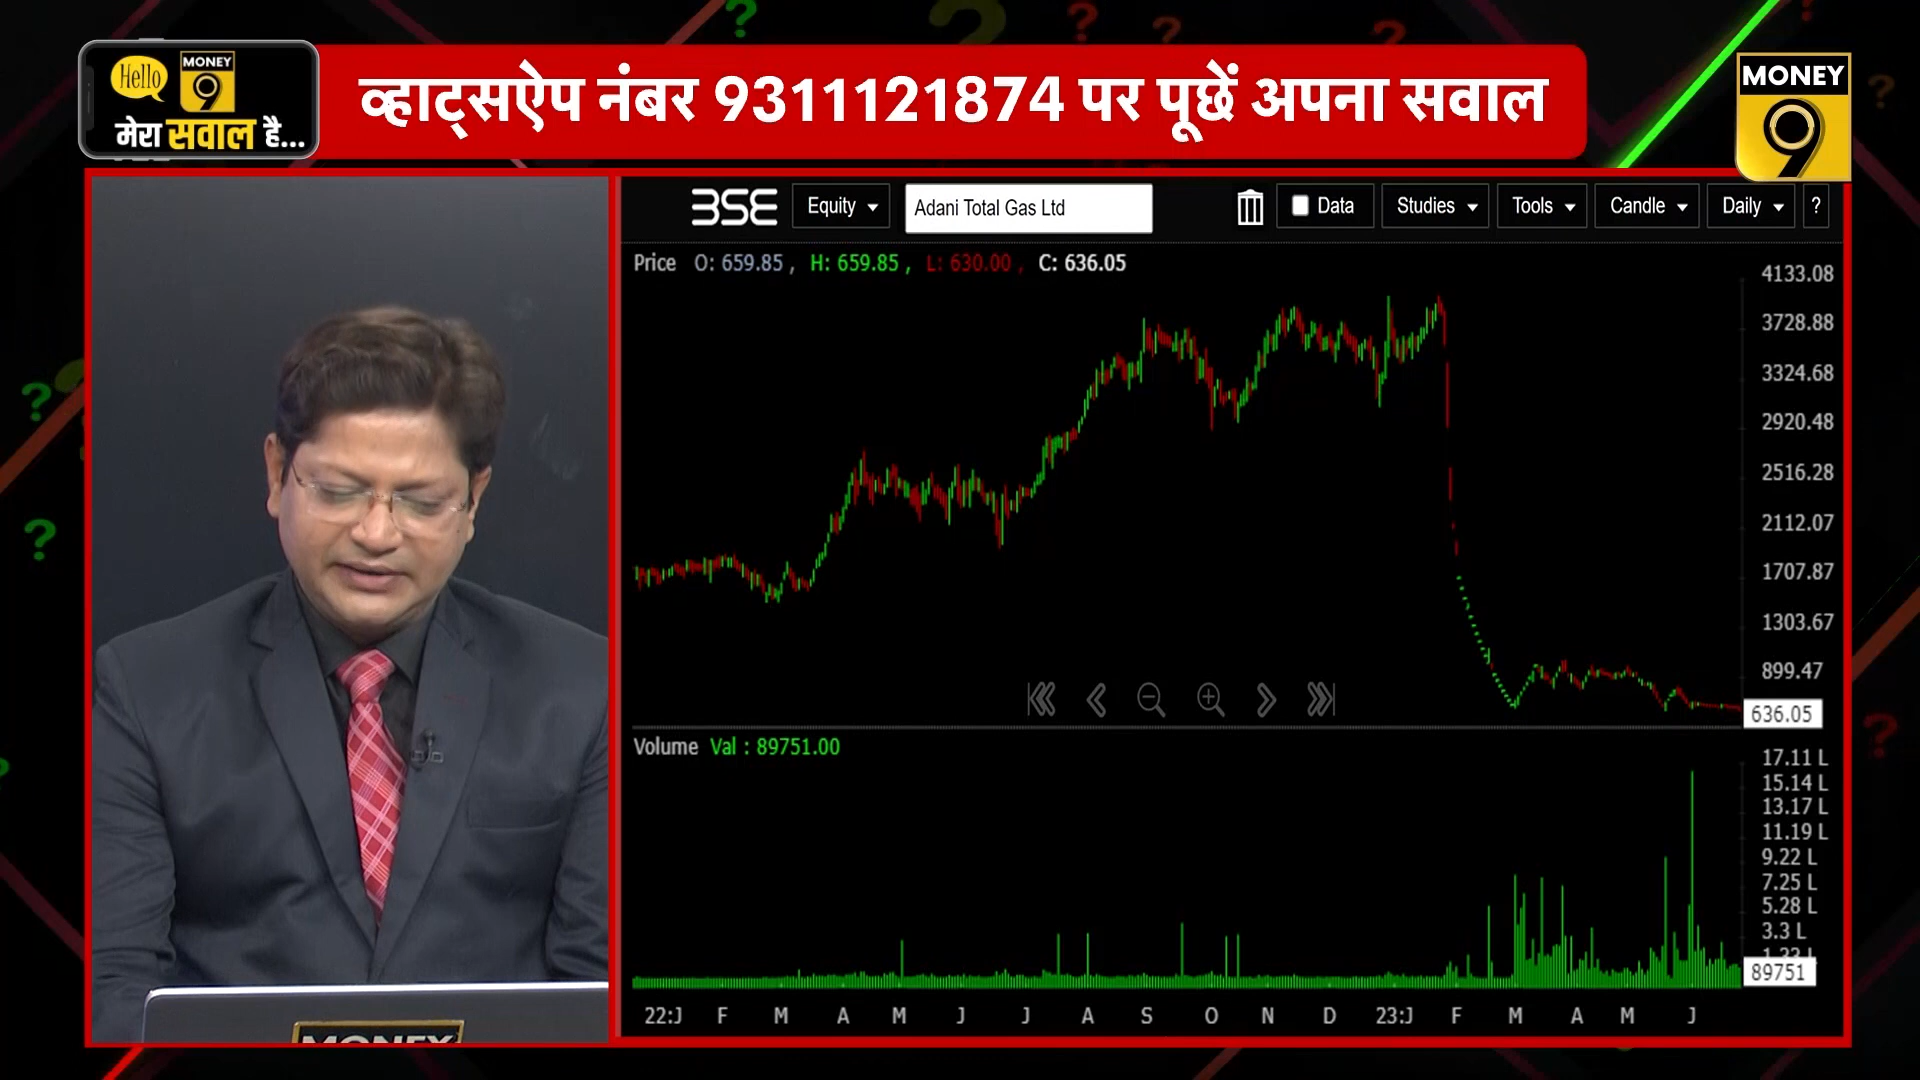 Hello
MONEY
9
मेरा सवाल है...
व्हाट्सऐप नंबर 9311121874 पर पूछें अपना सवाल
MONEY
9
BSE
Equity
Adani Total Gas Ltd
Data
Studies
Tools
Candle
Daily
?
Price O: 659.85 , H: 659.85 , L: 630.00 , C: 636.05
4133.08
3728.88
3324.68
2920.48
2516.28
2112.07
1707.87
1303.67
899.47
636.05
Volume Val : 89751.00
17.11 L
15.14 L
13.17 L
11.19 L
9.22 L
7.25 L
5.28 L
3.3 L
89751
22:J F M A M J J A S O N D 23:J F M A M J
MONEY